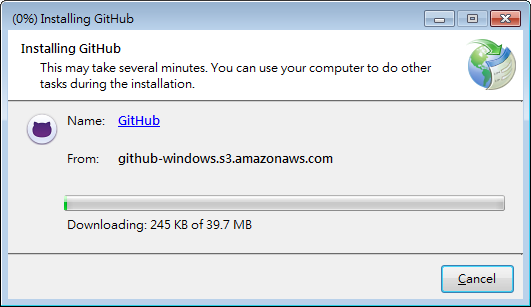 (0%) Installing GitHub
Installing GitHub
This may take several minutes. You can use your computer to do other
tasks during the installation.
Name: GitHub
From: github-windows.s3.amazonaws.com
Downloading: 245 KB of 39.7 MB
Cancel